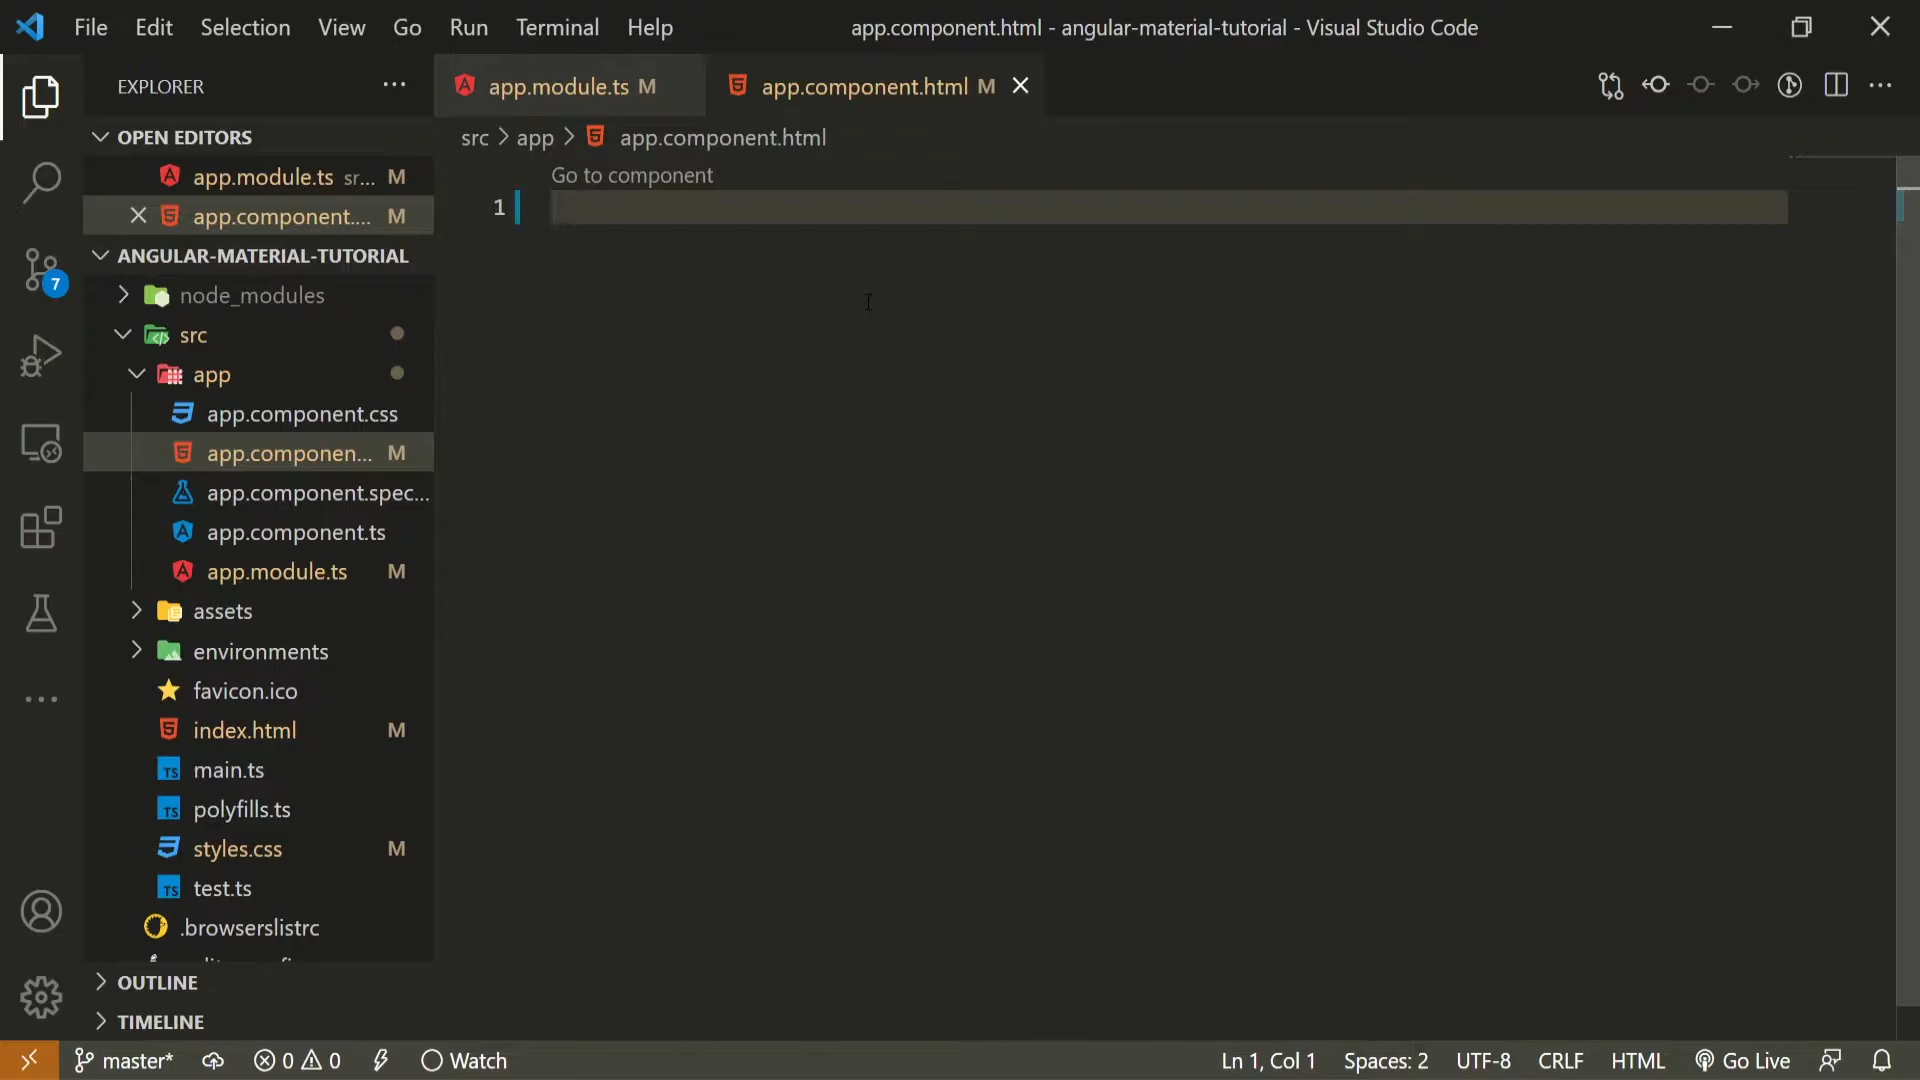 File Edit Selection View Go Run Terminal Help app.component.html - angular-material-tutorial - Visual Studio Code
EXPLORER
app.module.ts M
app.component.html M
OPEN EDITORS
app.module.ts sr... M
app.component.... M
src > app > app.component.html
Go to component
1
ANGULAR-MATERIAL-TUTORIAL
node_modules
src
app
app.component.css
app.componen... M
app.component.spec...
app.component.ts
app.module.ts M
assets
environments
favicon.ico
index.html M
main.ts
polyfills.ts
styles.css M
test.ts
.browserslistrc
OUTLINE
TIMELINE
7
master* 0 0 Watch Ln 1, Col 1 Spaces: 2 UTF-8 CRLF HTML Go Live